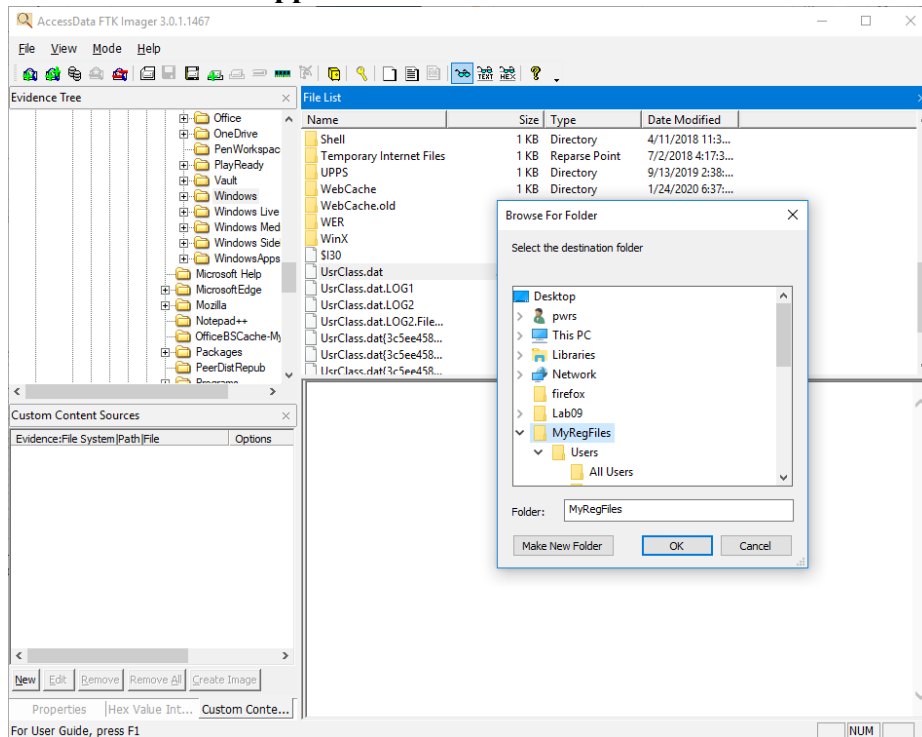 AccessData FTK Imager 3.0.1.1467
File View Mode Help
TEXT HEX
Evidence Tree
Office
OneDrive
PenWorkspac
PlayReady
Vault
Windows
Windows Live
Windows Med
Windows Side
WindowsApps
Microsoft Help
MicrosoftEdge
Mozilla
Notepad++
OfficeBSCache-My
Packages
PeerDistRepub
Programs
File List
Name Size Type Date Modified
Shell 1 KB Directory 4/11/2018 11:3...
Temporary Internet Files 1 KB Reparse Point 7/2/2018 4:17:3...
UPPS 1 KB Directory 9/13/2019 2:38:...
WebCache 1 KB Directory 1/24/2020 6:37:...
WebCache.old
WER
WinX
$I30
UsrClass.dat
UsrClass.dat.LOG1
UsrClass.dat.LOG2
UsrClass.dat.LOG2.File...
UsrClass.dat{3c5ee458...
UsrClass.dat{3c5ee458...
UsrClass.dat{3c5ee458...
Browse For Folder
Select the destination folder
Desktop
pwrs
This PC
Libraries
Network
firefox
Lab09
MyRegFiles
Users
All Users
Folder: MyRegFiles
Make New Folder OK Cancel
Custom Content Sources
Evidence:File System|Path|File Options
New Edit Remove Remove All Create Image
Properties Hex Value Int... Custom Conte...
For User Guide, press F1 NUM